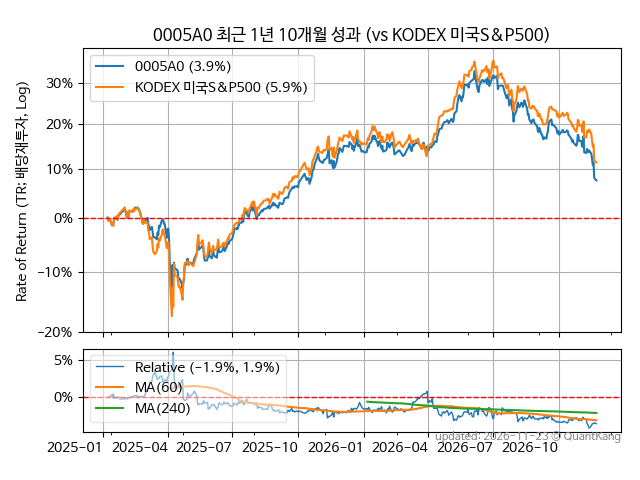 0005A0 최근 1년 10개월 성과 (vs KODEX 미국S&P500)
0005A0 (3.9%)
KODEX 미국S&P500 (5.9%)
Rate of Return (TR: 배당재투자, Log)
30%
20%
10%
0%
−10%
−20%
Relative (−1.9%, 1.9%)
MA(60)
MA(240)
5%
0%
2025-01 2025-04 2025-07 2025-10 2026-01 2026-04 2026-07 2026-10
updated: 2026-11-23 © QuantKang